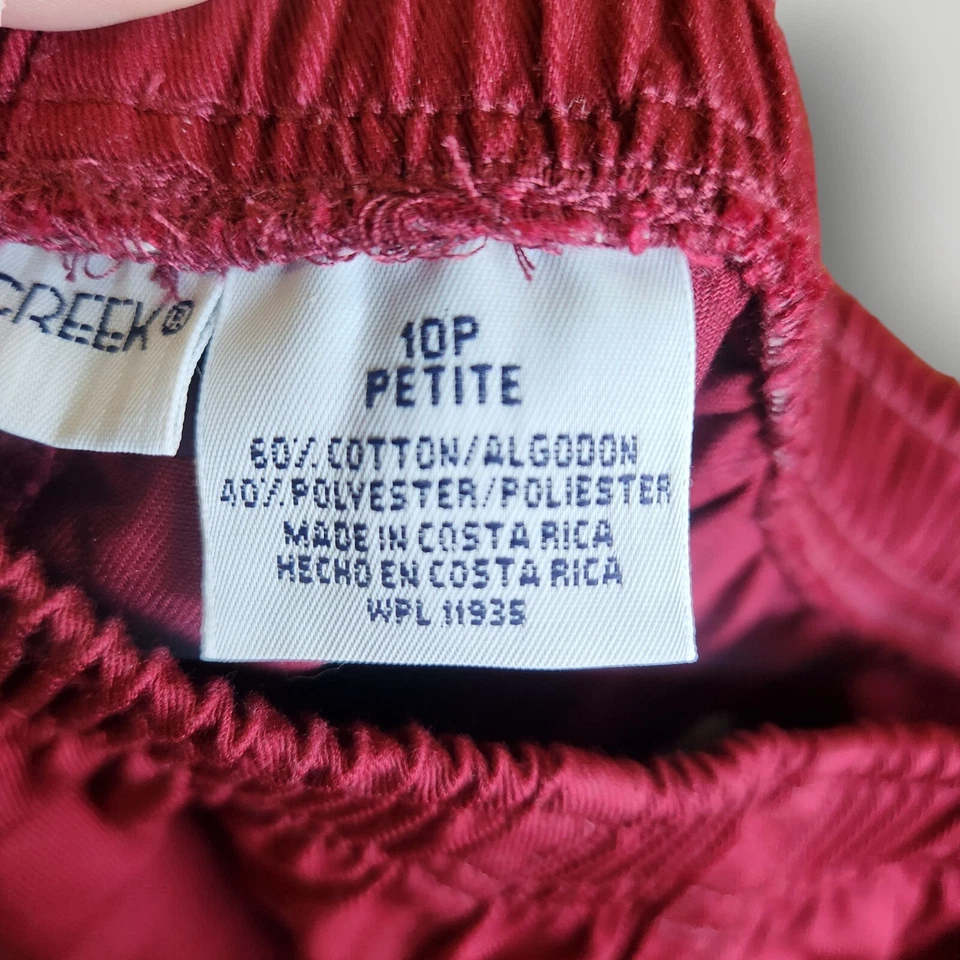 CREEK®
10P
PETITE
60% COTTON/ALGODON
40% POLYESTER/POLIESTER
MADE IN COSTA RICA
HECHO EN COSTA RICA
WPL 11935